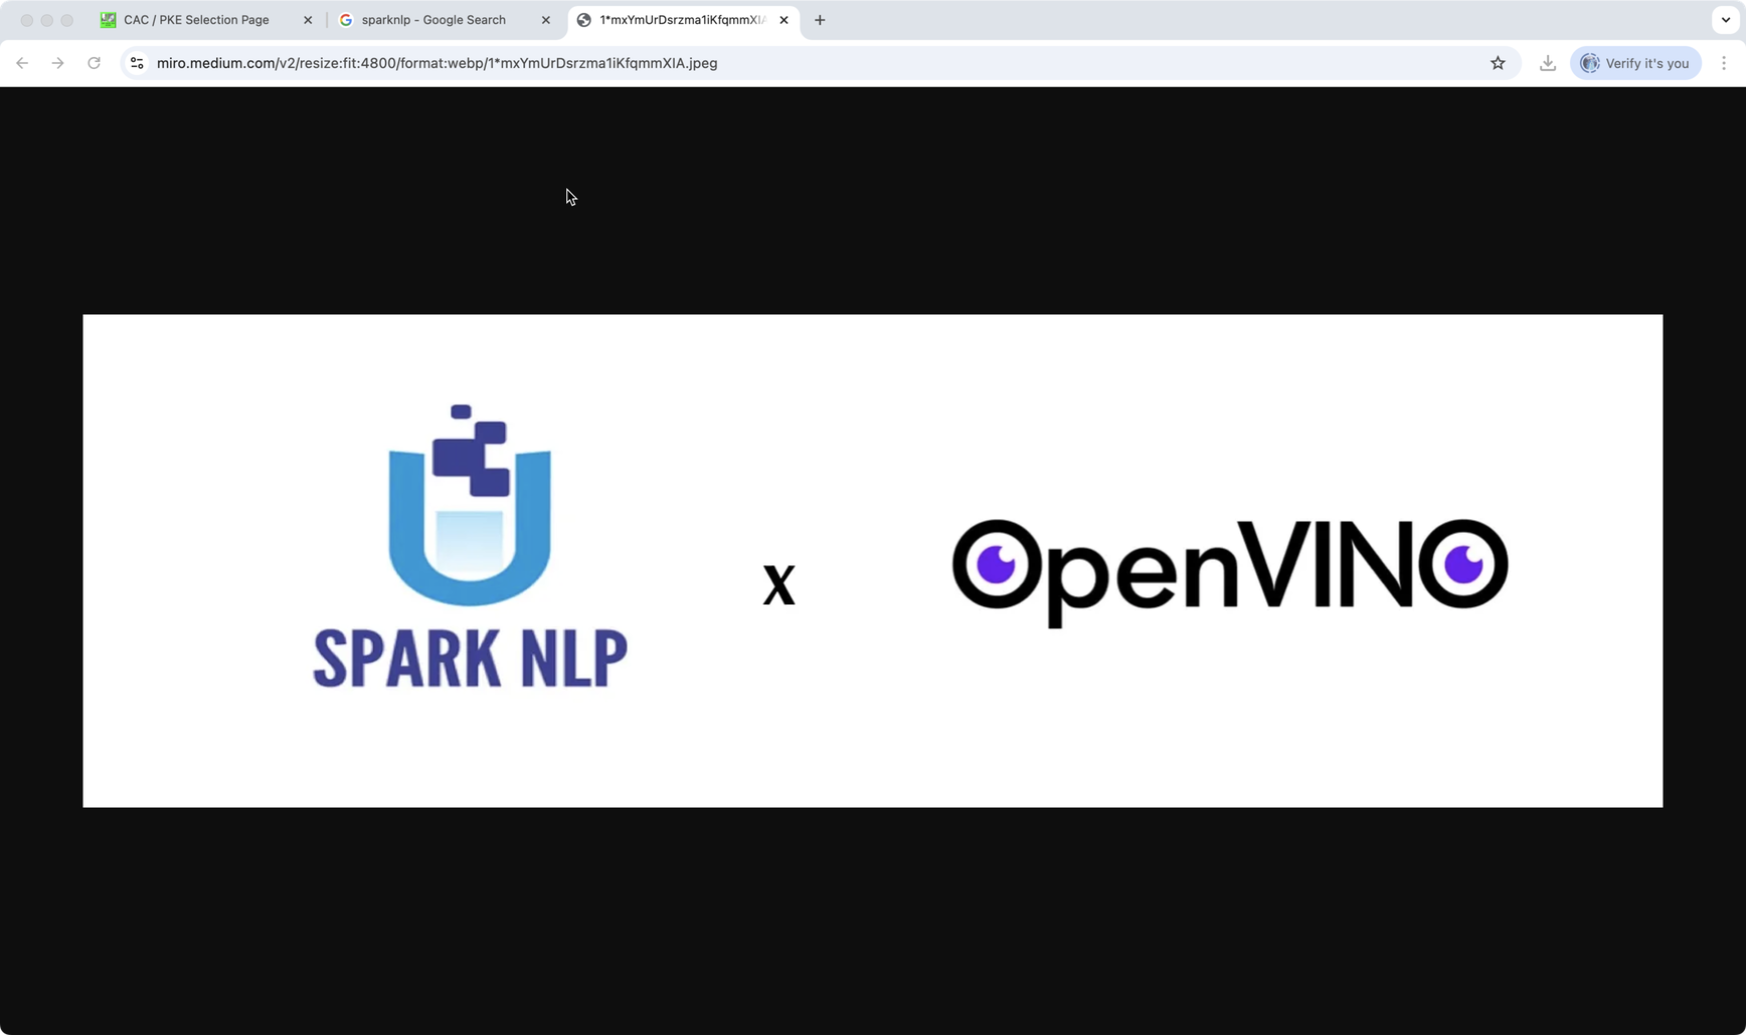 CAC / PKE Selection Page
sparknlp - Google Search
1*mxYmUrDsrzma1iKfqmmXIA
miro.medium.com/v2/resize:fit:4800/format:webp/1*mxYmUrDsrzma1iKfqmmXIA.jpeg
Verify it's you
SPARK NLP
x
OpenVINO